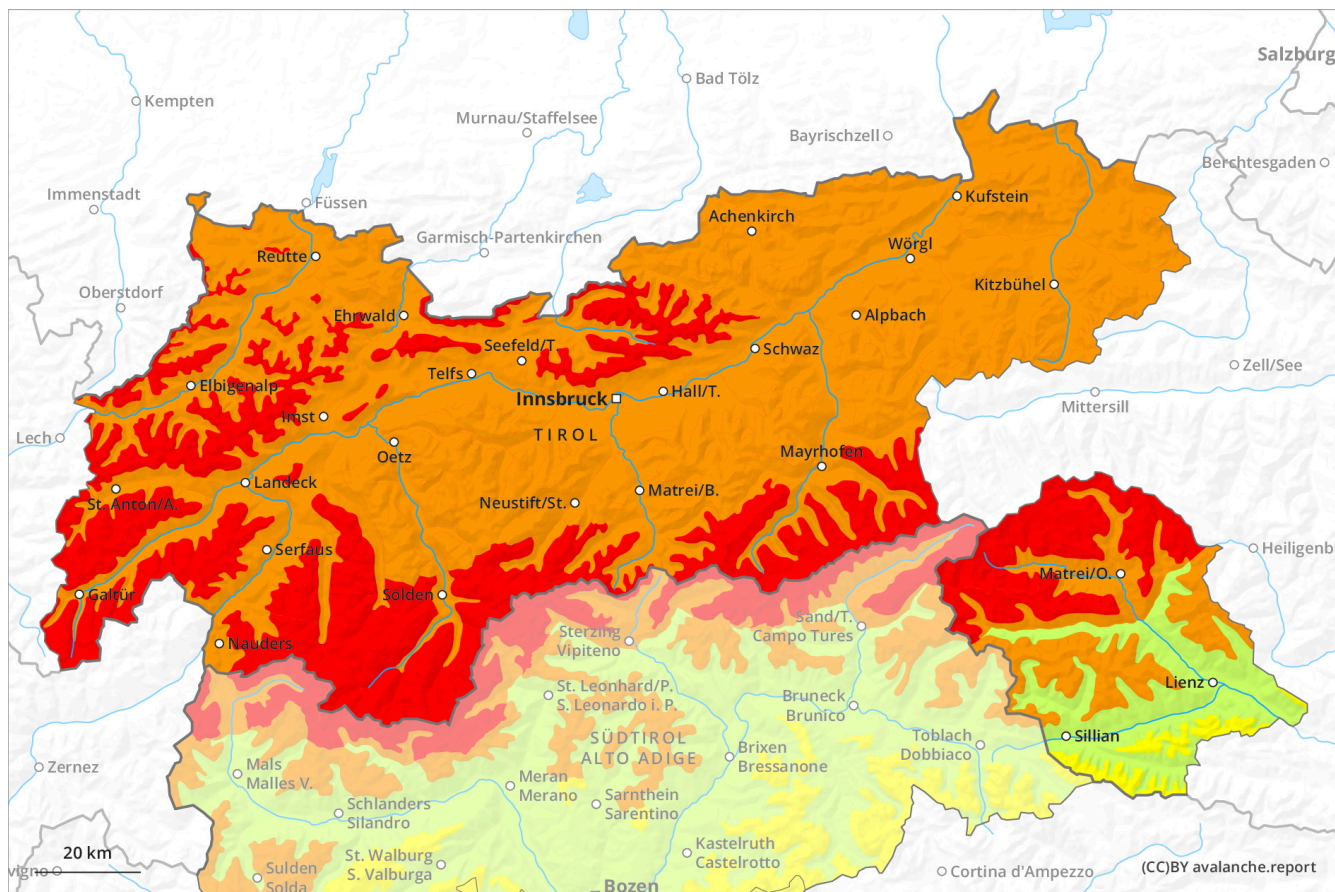 Salzburg
Bad Tölz
Kempten
Murnau/Staffelsee
Bayrischzell
Berchtesgaden
Immenstadt
Füssen
Kufstein
Achenkirch
Garmisch-Partenkirchen
Wörgl
Reutte
Kitzbühel
Oberstdorf
Ehrwald
Alpbach
Seefeld/T.
Schwaz
Zell/See
Telfs
Elbigenalp
Hall/T.
Innsbruck
Mittersill
Imst
TIROL
Lech
Mayrhofen
Oetz
Landeck
Matrei/B.
St. Anton/A.
Neustift/St.
Serfaus
Heiligenb
Matrei/O.
Galtür
Sölden
Sand/T.
Campo Tures
Sterzing
Vipiteno
Nauders
Lienz
St. Leonhard/P.
S. Leonardo i. P.
Bruneck
Brunico
SÜDTIROL
ALTO ADIGE
Toblach
Dobbiaco
Sillian
Brixen
Bressanone
Zernez
Mals
Malles V.
Meran
Merano
Sarnthein
Sarentino
Schlanders
Silandro
20 km
St. Walburg
S. Valburga
Kastelruth
Castelrotto
vigno
Sulden
Solda
Cortina d'Ampezzo
(CC)BY avalanche.report
Bozen